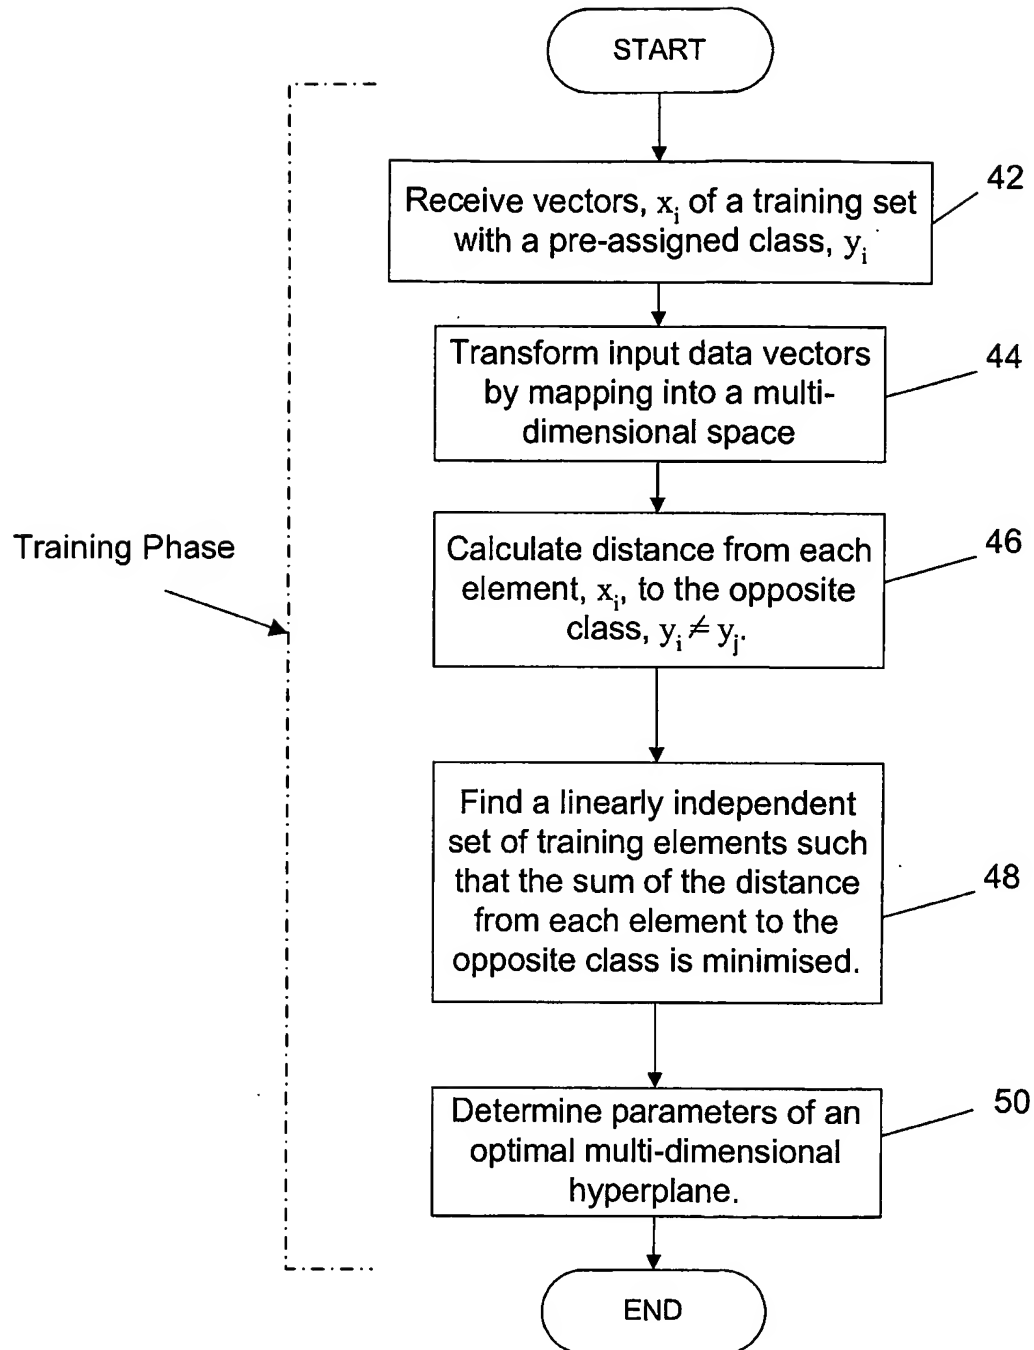 START
Receive vectors, xi of a training set
with a pre-assigned class, yi
42
Transform input data vectors
by mapping into a multi-
dimensional space
44
Training Phase
Calculate distance from each
element, xi, to the opposite
class, yi ≠ yj.
46
Find a linearly independent
set of training elements such
that the sum of the distance
from each element to the
opposite class is minimised.
48
Determine parameters of an
optimal multi-dimensional
hyperplane.
50
END